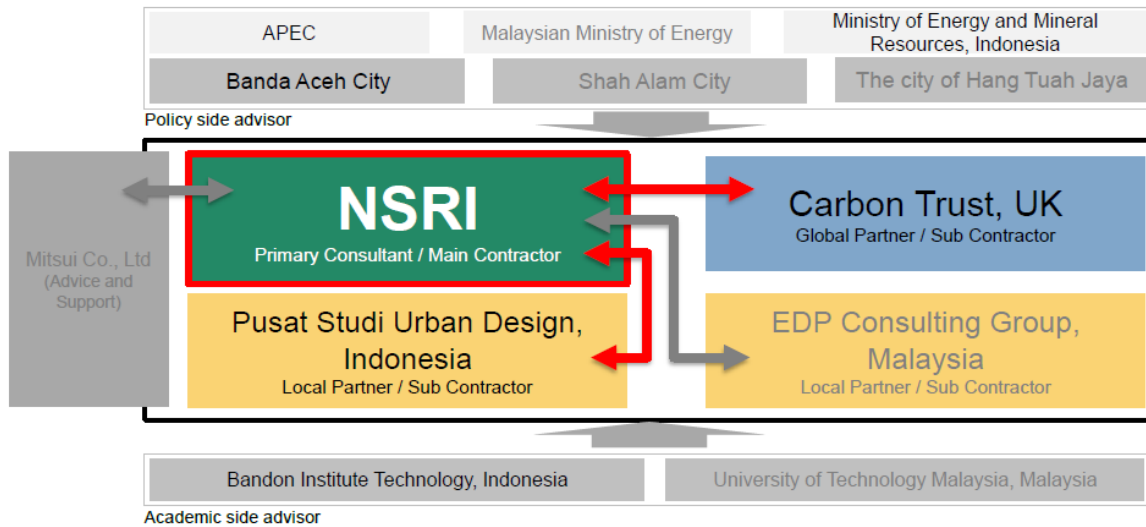 APEC
Malaysian Ministry of Energy
Ministry of Energy and Mineral
Resources, Indonesia
Banda Aceh City
Shah Alam City
The city of Hang Tuah Jaya
Policy side advisor
Mitsui Co., Ltd
(Advice and
Support)
NSRI
Primary Consultant / Main Contractor
Carbon Trust, UK
Global Partner / Sub Contractor
Pusat Studi Urban Design,
Indonesia
Local Partner / Sub Contractor
EDP Consulting Group,
Malaysia
Local Partner / Sub Contractor
Bandon Institute Technology, Indonesia
University of Technology Malaysia, Malaysia
Academic side advisor